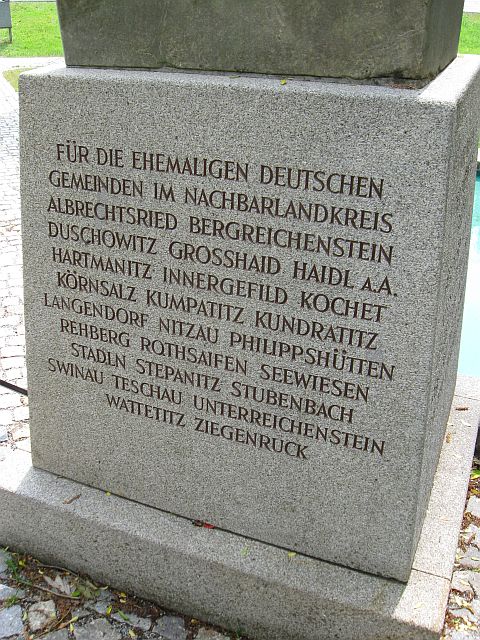 FÜR DIE EHEMALIGEN DEUTSCHEN
GEMEINDEN IM NACHBARLANDKREIS
ALBRECHTSRIED BERGREICHENSTEIN
DUSCHOWITZ GROSSHAID HAIDL A.A.
HARTMANITZ INNERGEFILD KOCHET
KÖRNSALZ KUMPATITZ KUNDRATITZ
LANGENDORF NITZAU PHILIPPSHÜTTEN
REHBERG ROTHSAIFEN SEEWIESEN
STADLN STEPANITZ STUBENBACH
SWINAU TESCHAU UNTERREICHENSTEIN
WATTETITZ ZIEGENRUCK